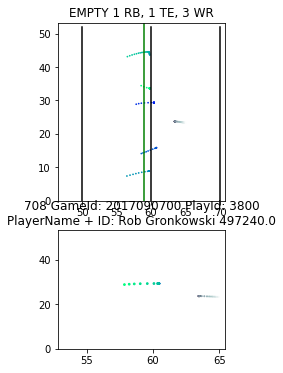 EMPTY 1 RB, 1 TE, 3 WR
50
40
30
20
10
0
50 55 60 65 70
708 GameId: 2017090700 PlayId: 3800
PlayerName + ID: Rob Gronkowski 497240.0
40
20
0
55 60 65